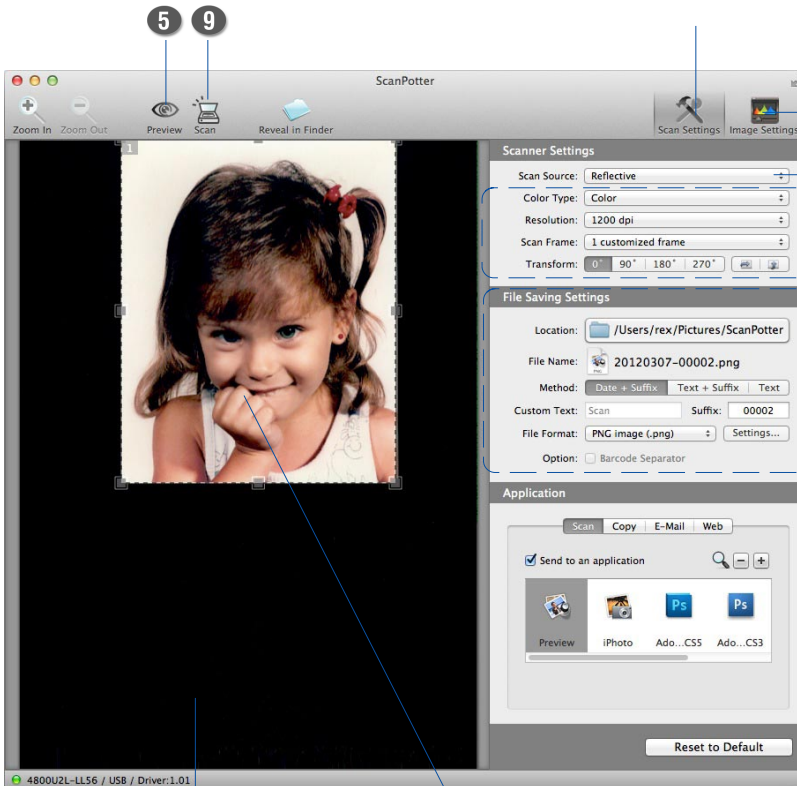 5 9
ScanPotter
Zoom In Zoom Out Preview Scan Reveal in Finder Scan Settings Image Settings
1
Scanner Settings
Scan Source: Reflective
Color Type: Color
Resolution: 1200 dpi
Scan Frame: 1 customized frame
Transform: 0° 90° 180° 270°
File Saving Settings
Location: /Users/rex/Pictures/ScanPotter
File Name: 20120307-00002.png
Method: Date + Suffix Text + Suffix Text
Custom Text: Scan Suffix: 00002
File Format: PNG image (.png) Settings...
Option: Barcode Separator
Application
Scan Copy E-Mail Web
Send to an application
Ps Ps
Preview iPhoto Ado...CS5 Ado...CS3
Reset to Default
4800U2L-LL56 / USB / Driver:1.01